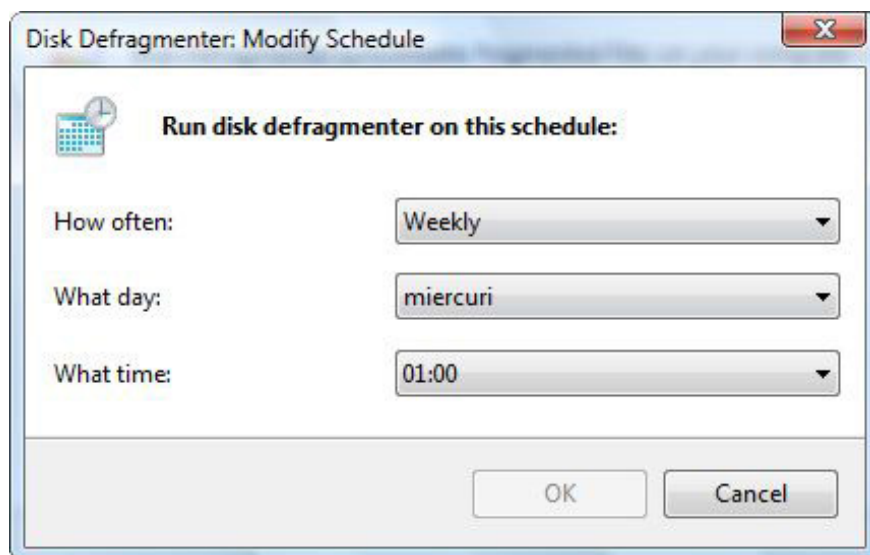 Disk Defragmenter: Modify Schedule
Run disk defragmenter on this schedule:
How often: Weekly
What day: miercuri
What time: 01:00
OK Cancel